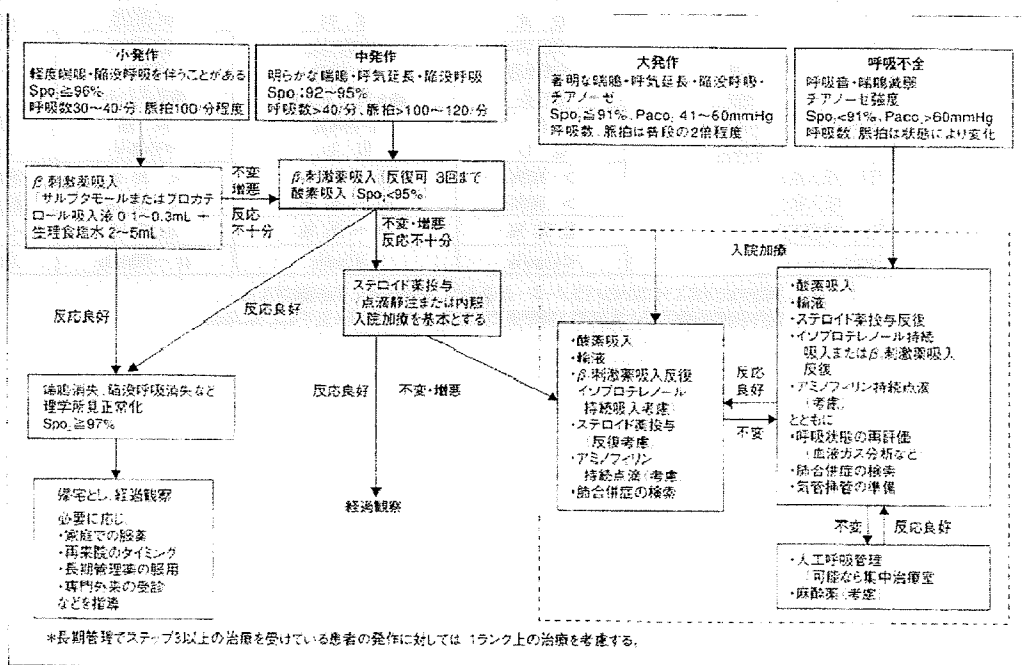 小発作
軽度喘鳴・陥没呼吸を伴うことがある
Spo₂≧96%
呼吸数30〜40/分、脈拍100/分程度
中発作
明らかな喘鳴・呼気延長・陥没呼吸
Spo₂:92〜95%
呼吸数>40/分、脈拍>100〜120/分
大発作
著明な喘鳴・呼気延長・陥没呼吸・
チアノーゼ
Spo₂≦91%、Paco₂ 41〜60mmHg
呼吸数、脈拍は普段の2倍程度
呼吸不全
呼吸音・喘鳴減弱
チアノーゼ強度
Spo₂<91%、Paco₂>60mmHg
呼吸数、脈拍は状態により変化
β₂刺激薬吸入
「サルブタモールまたはプロカテ
ロール吸入液 0.1〜0.3mL +
生理食塩水 2〜5mL」
不変
増悪
反応
不十分
β₂刺激薬吸入(反復可 3回まで)
酸素吸入(Spo₂<95%)
不変・増悪
反応不十分
反応良好
反応良好
ステロイド薬投与
(点滴静注または内服)
入院加療を基本とする
反応良好
不変・増悪
経過観察
喘鳴消失、陥没呼吸消失など
理学所見正常化
Spo₂≧97%
帰宅とし、経過観察
必要に応じ、
・家庭での服薬
・再来院のタイミング
・長期管理薬の服用
・専門外来の受診
などを指導
入院加療
・酸素吸入
・輸液
・β₂刺激薬吸入反復
イソプロテレノール
持続吸入考慮)
・ステロイド薬投与
(反復考慮)
・アミノフィリン
持続点滴(考慮)
・肺合併症の検索
反応
良好
不変
・酸素吸入
・輸液
・ステロイド薬投与反復
・イソプロテレノール持続
吸入またはβ₂刺激薬吸入
反復
・アミノフィリン持続点滴
(考慮)
とともに
・呼吸状態の再評価
(血液ガス分析など)
・肺合併症の検索
・気管挿管の準備
不変
反応良好
・人工呼吸管理
(可能なら集中治療室)
・麻酔薬(考慮)
*長期管理でステップ3以上の治療を受けている患者の発作に対しては、1ランク上の治療を考慮する。